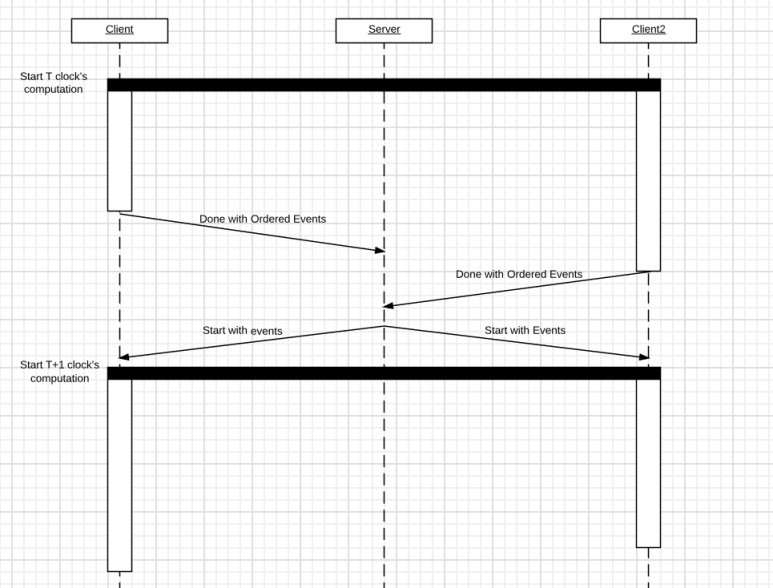 Client
Server
Client2
Start T clock's
computation
Done with Ordered Events
Done with Ordered Events
Start with events
Start with Events
Start T+1 clock's
computation